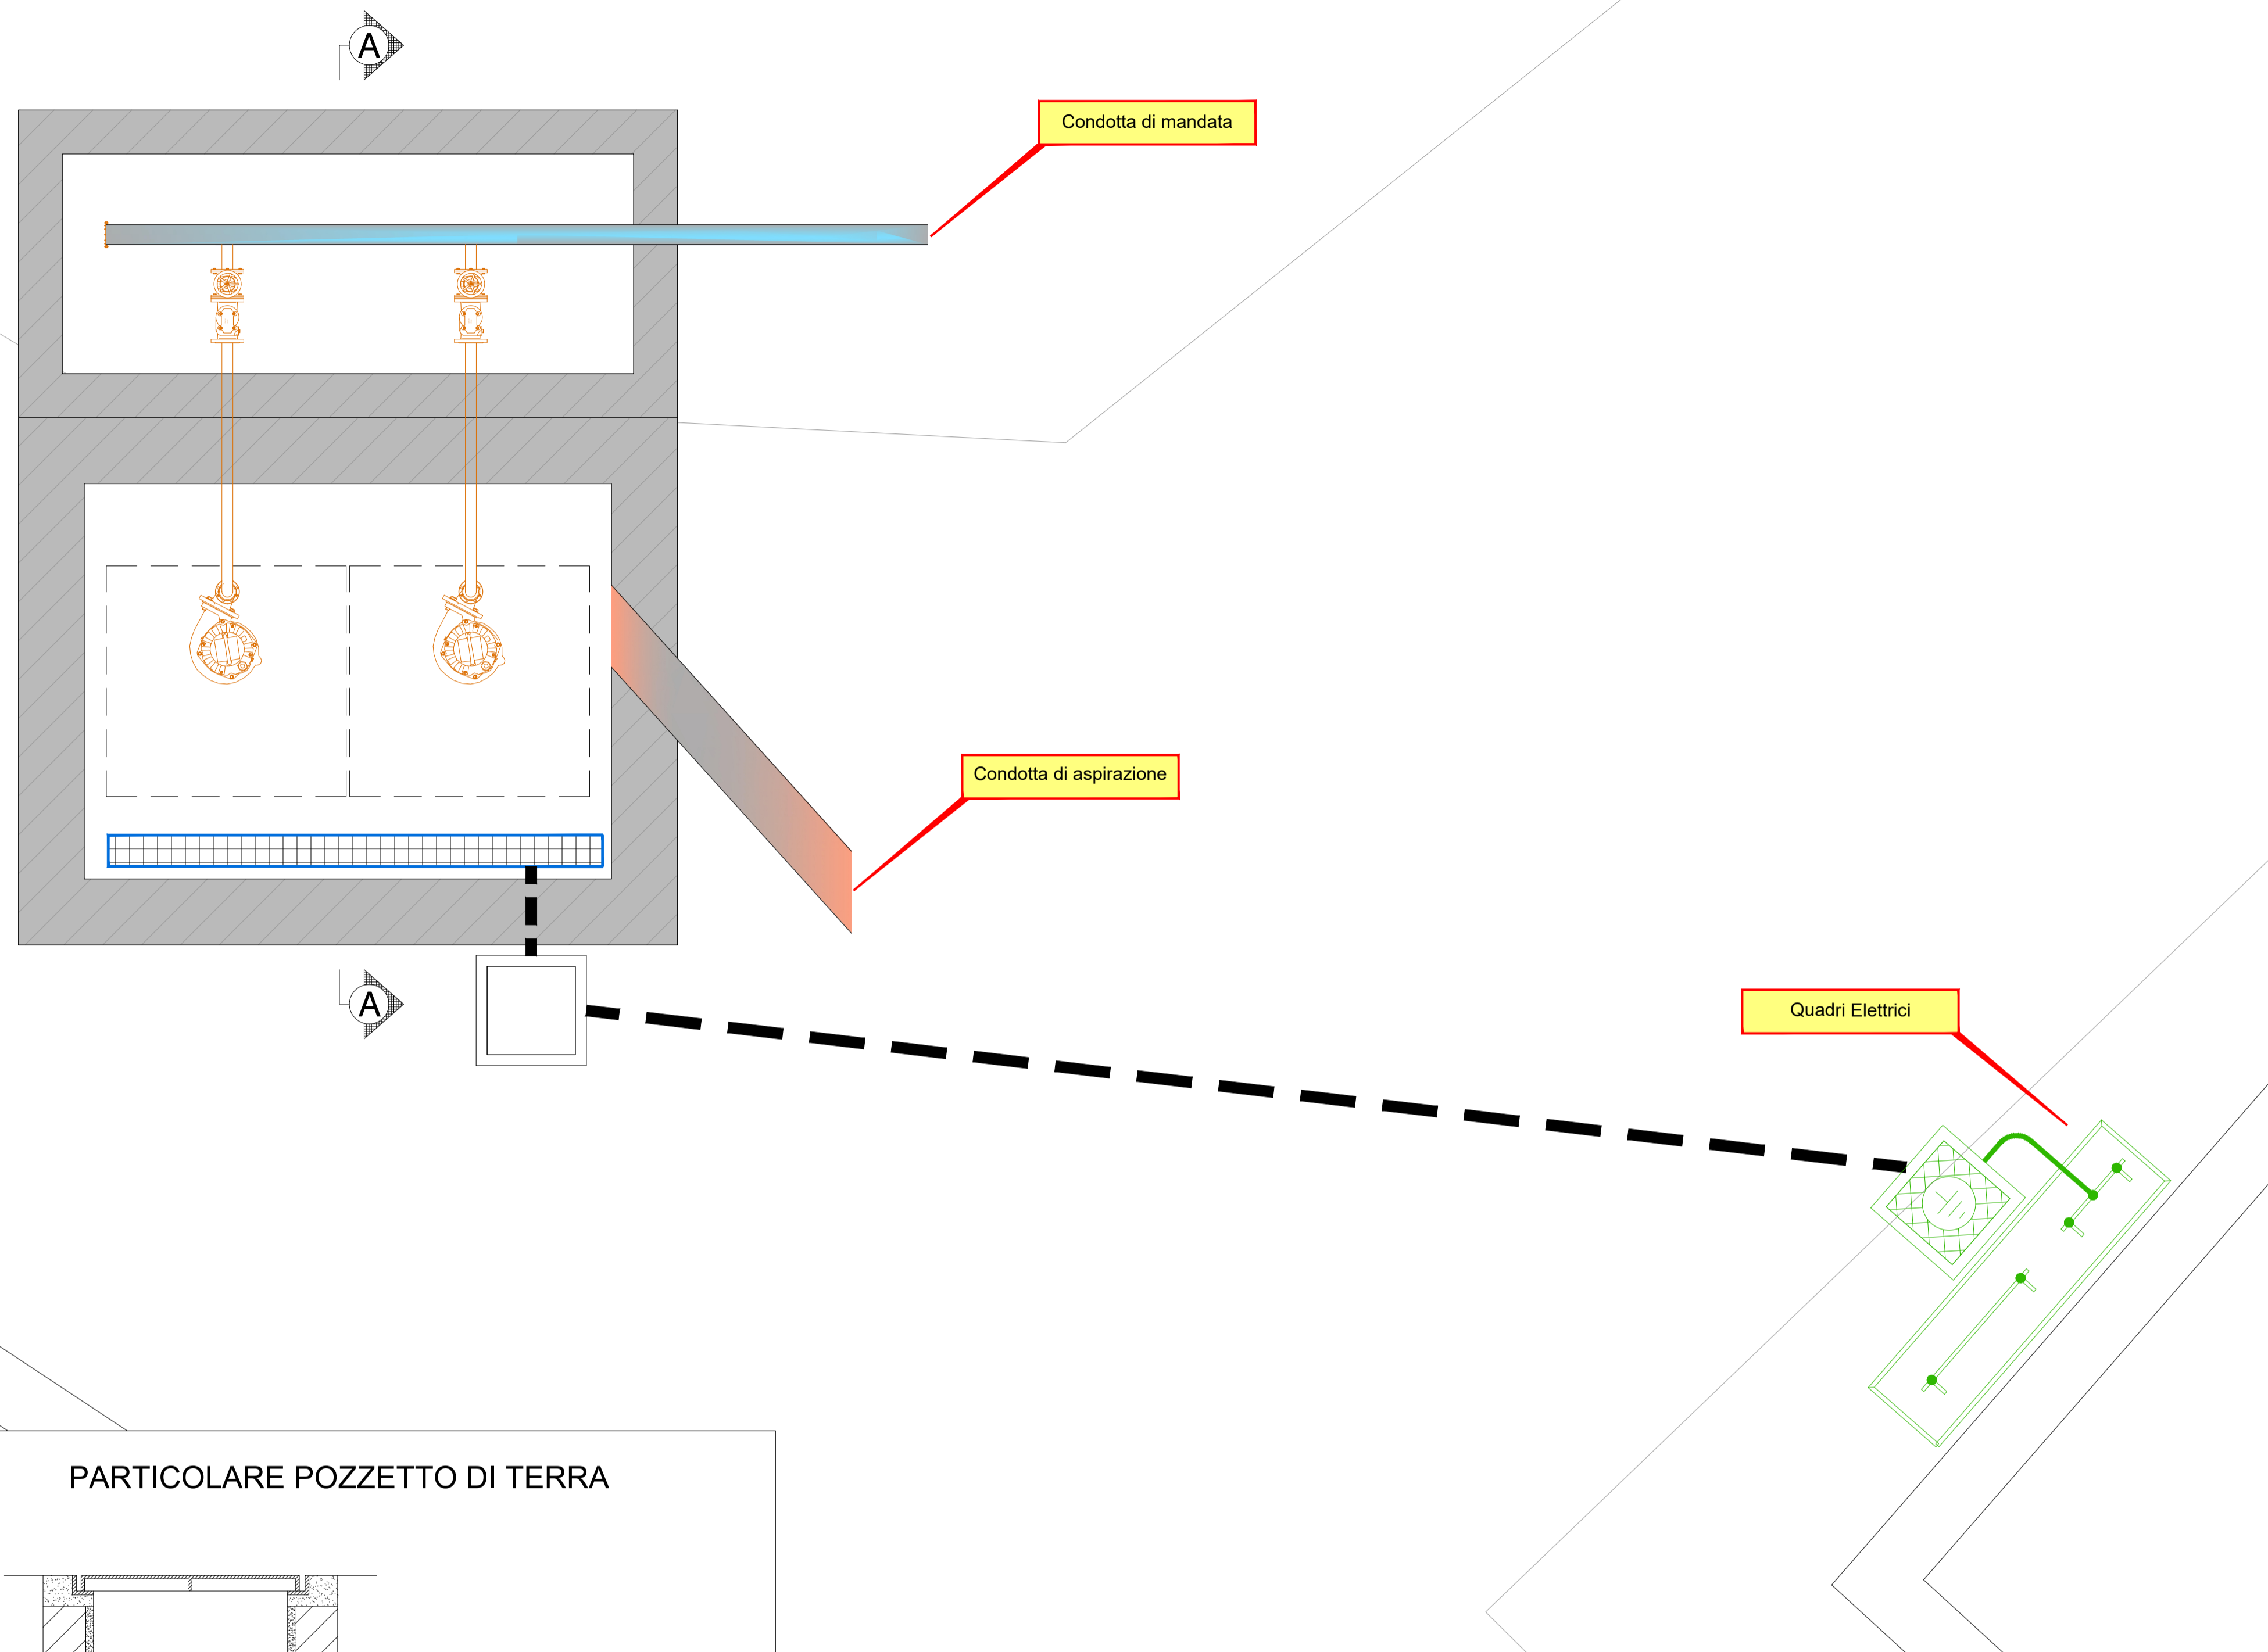 A
Condotta di mandata
Condotta di aspirazione
A
Quadri Elettrici
PARTICOLARE POZZETTO DI TERRA